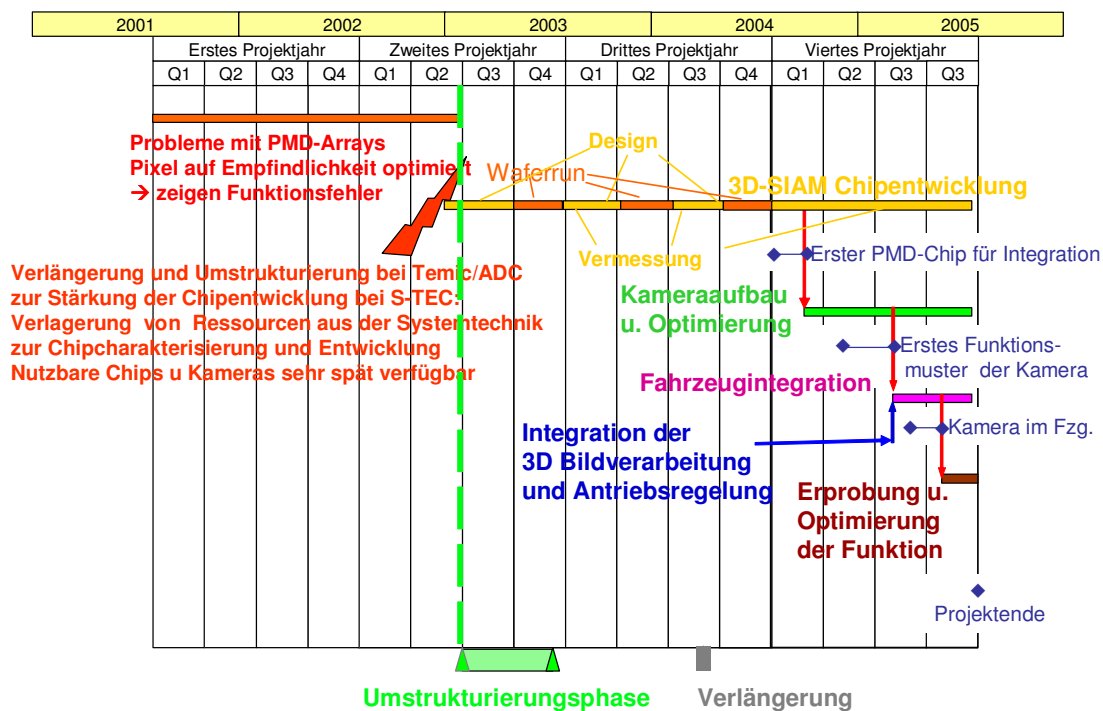 2001 2002 2003 2004 2005
Erstes Projektjahr Zweites Projektjahr Drittes Projektjahr Viertes Projektjahr
Q1 Q2 Q3 Q4 Q1 Q2 Q3 Q4 Q1 Q2 Q3 Q4 Q1 Q2 Q3 Q3
Probleme mit PMD-Arrays
Pixel auf Empfindlichkeit optimiert
→ zeigen Funktionsfehler
Design
Waferrun
3D-SIAM Chipentwicklung
Vermessung
Erster PMD-Chip für Integration
Verlängerung und Umstrukturierung bei Temic/ADC
zur Stärkung der Chipentwicklung bei S-TEC:
Verlagerung von Ressourcen aus der Systemtechnik
zur Chipcharakterisierung und Entwicklung
Nutzbare Chips u Kameras sehr spät verfügbar
Kameraaufbau
u. Optimierung
Erstes Funktions-
muster der Kamera
Fahrzeugintegration
Kamera im Fzg.
Integration der
3D Bildverarbeitung
und Antriebsregelung
Erprobung u.
Optimierung
der Funktion
Projektende
Umstrukturierungsphase Verlängerung